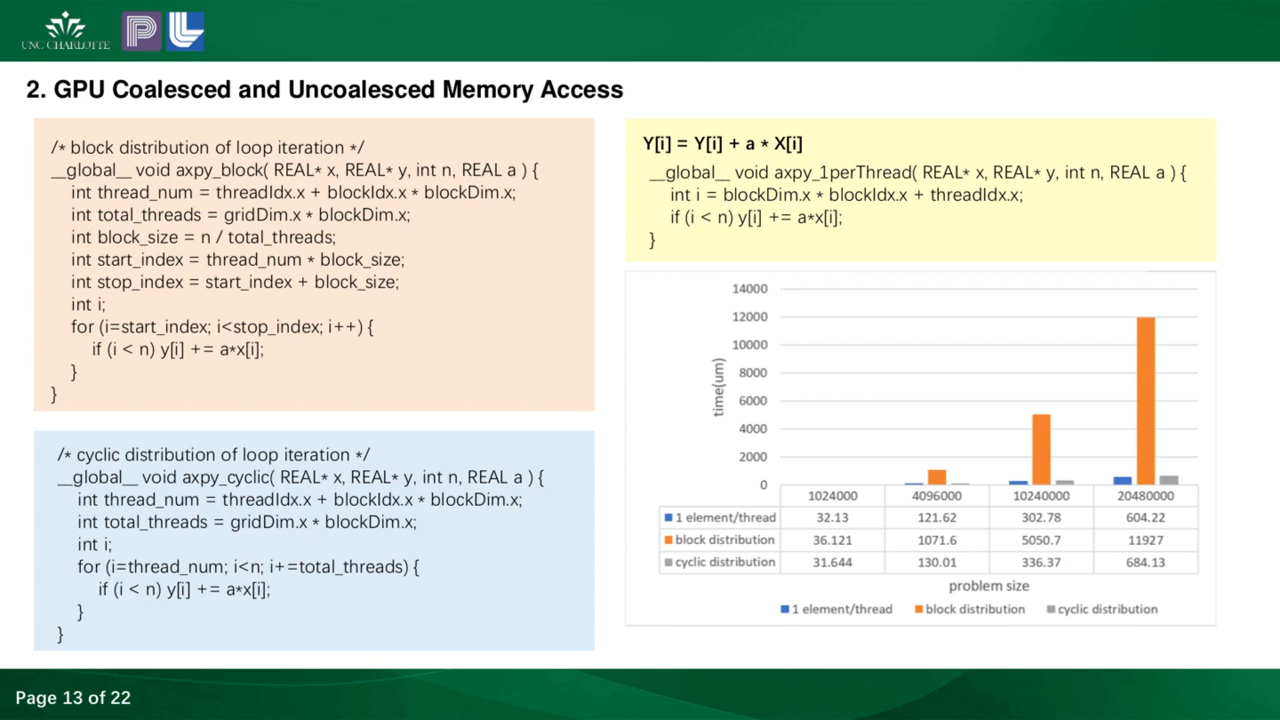 UNC CHARLOTTE
2. GPU Coalesced and Uncoalesced Memory Access
/* block distribution of loop iteration */
__global__ void axpy_block( REAL* x, REAL* y, int n, REAL a ) {
int thread_num = threadIdx.x + blockIdx.x * blockDim.x;
int total_threads = gridDim.x * blockDim.x;
int block_size = n / total_threads;
int start_index = thread_num * block_size;
int stop_index = start_index + block_size;
int i;
for (i=start_index; i<stop_index; i++) {
if (i < n) y[i] += a*x[i];
}
}
/* cyclic distribution of loop iteration */
__global__ void axpy_cyclic( REAL* x, REAL* y, int n, REAL a ) {
int thread_num = threadIdx.x + blockIdx.x * blockDim.x;
int total_threads = gridDim.x * blockDim.x;
int i;
for (i=thread_num; i<n; i+=total_threads) {
if (i < n) y[i] += a*x[i];
}
}
Y[i] = Y[i] + a * X[i]
__global__ void axpy_1perThread( REAL* x, REAL* y, int n, REAL a ) {
int i = blockDim.x * blockIdx.x + threadIdx.x;
if (i < n) y[i] += a*x[i];
}
14000
12000
10000
8000
6000
4000
2000
0
time(um)
1024000 4096000 10240000 20480000
1 element/thread 32.13 121.62 302.78 604.22
block distribution 36.121 1071.6 5050.7 11927
cyclic distribution 31.644 130.01 336.37 684.13
problem size
1 element/thread block distribution cyclic distribution
Page 13 of 22